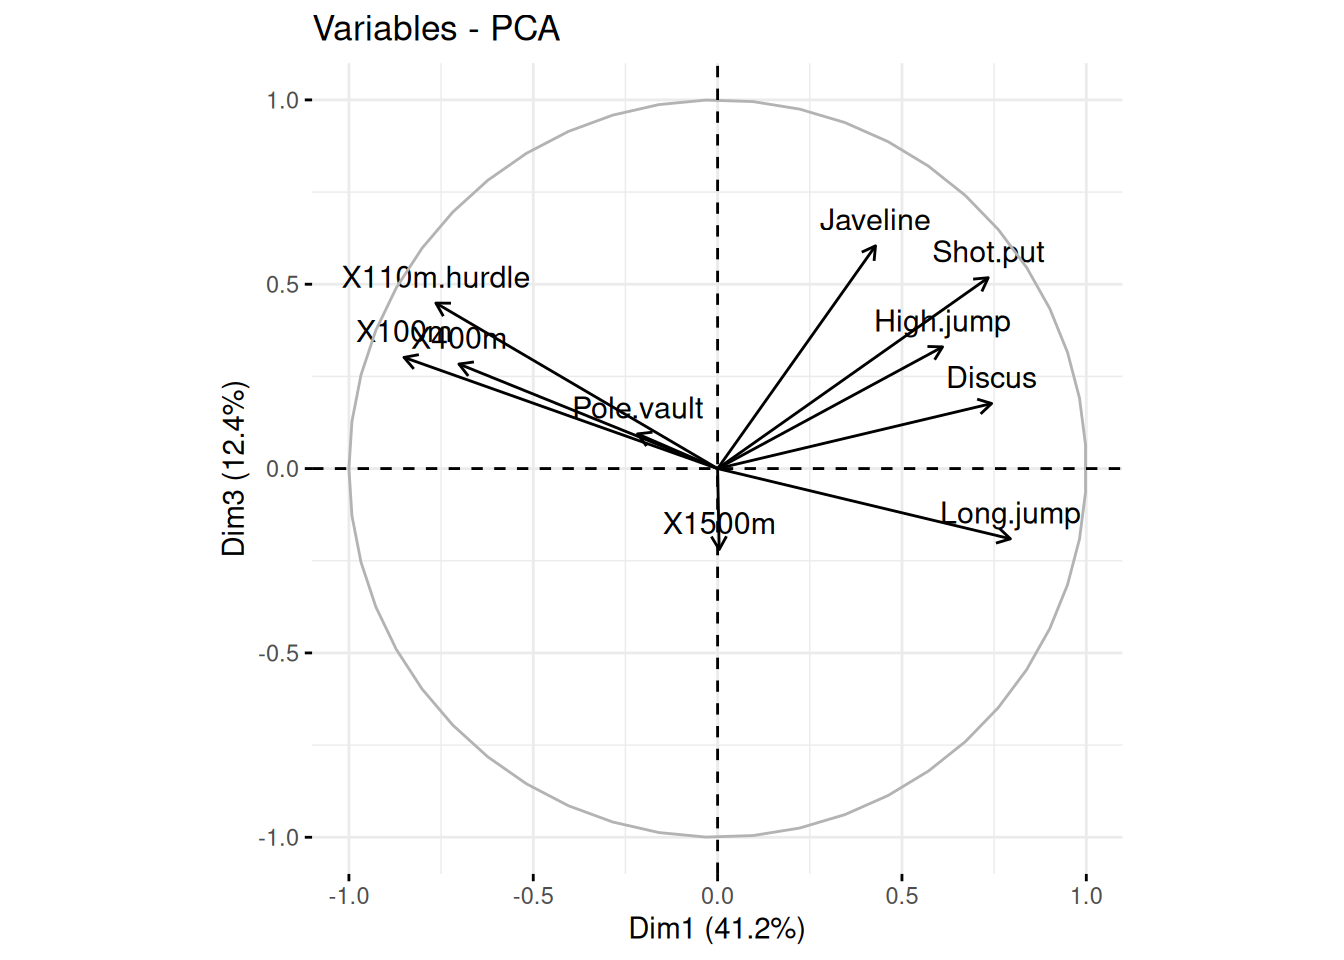 Variables - PCA
1.0
Javeline
Shot.put
X110m.hurdle
0.5
High.jump
X100m
X400m
Discus
Pole.vault
0.0
Long.jump
X1500m
-0.5
-1.0
-1.0 -0.5 0.0 0.5 1.0
Dim1 (41.2%)
Dim3 (12.4%)